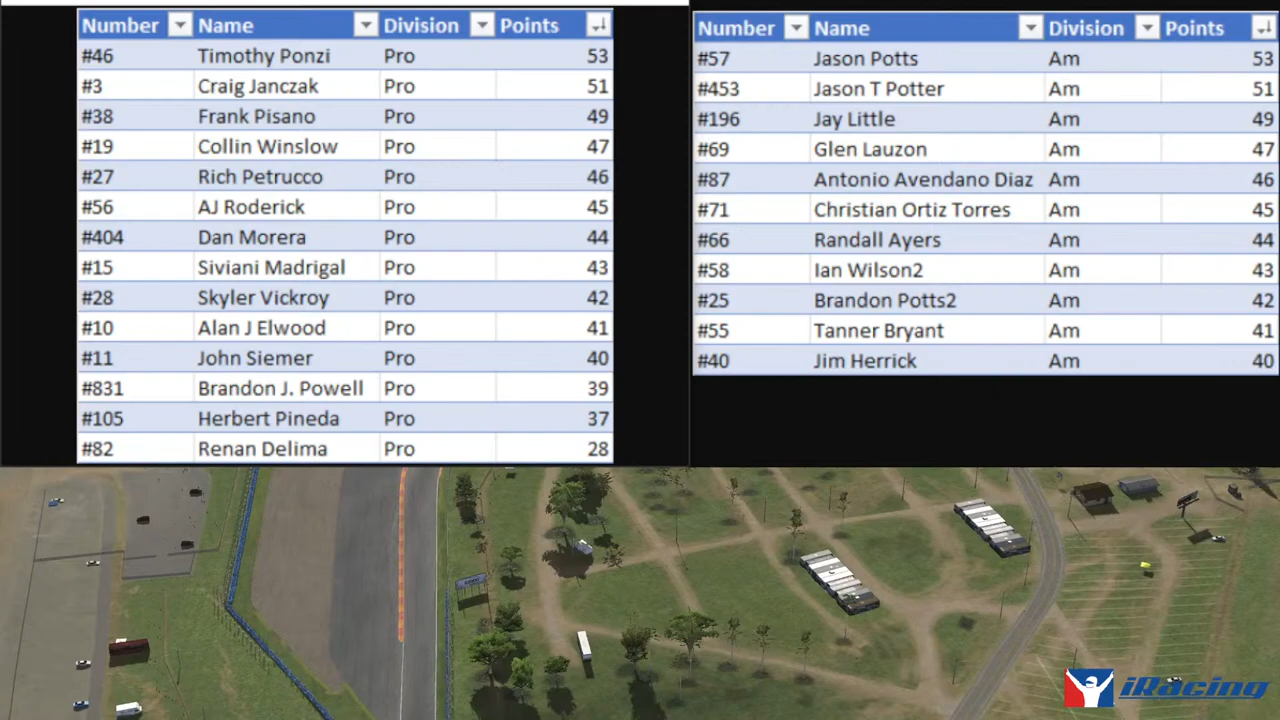 Number Name Division Points
#46 Timothy Ponzi Pro 53
#3 Craig Janczak Pro 51
#38 Frank Pisano Pro 49
#19 Collin Winslow Pro 47
#27 Rich Petrucco Pro 46
#56 AJ Roderick Pro 45
#404 Dan Morera Pro 44
#15 Siviani Madrigal Pro 43
#28 Skyler Vickroy Pro 42
#10 Alan J Elwood Pro 41
#11 John Siemer Pro 40
#831 Brandon J. Powell Pro 39
#105 Herbert Pineda Pro 37
#82 Renan Delima Pro 28
Number Name Division Points
#57 Jason Potts Am 53
#453 Jason T Potter Am 51
#196 Jay Little Am 49
#69 Glen Lauzon Am 47
#87 Antonio Avendano Diaz Am 46
#71 Christian Ortiz Torres Am 45
#66 Randall Ayers Am 44
#58 Ian Wilson2 Am 43
#25 Brandon Potts2 Am 42
#55 Tanner Bryant Am 41
#40 Jim Herrick Am 40
iRacing